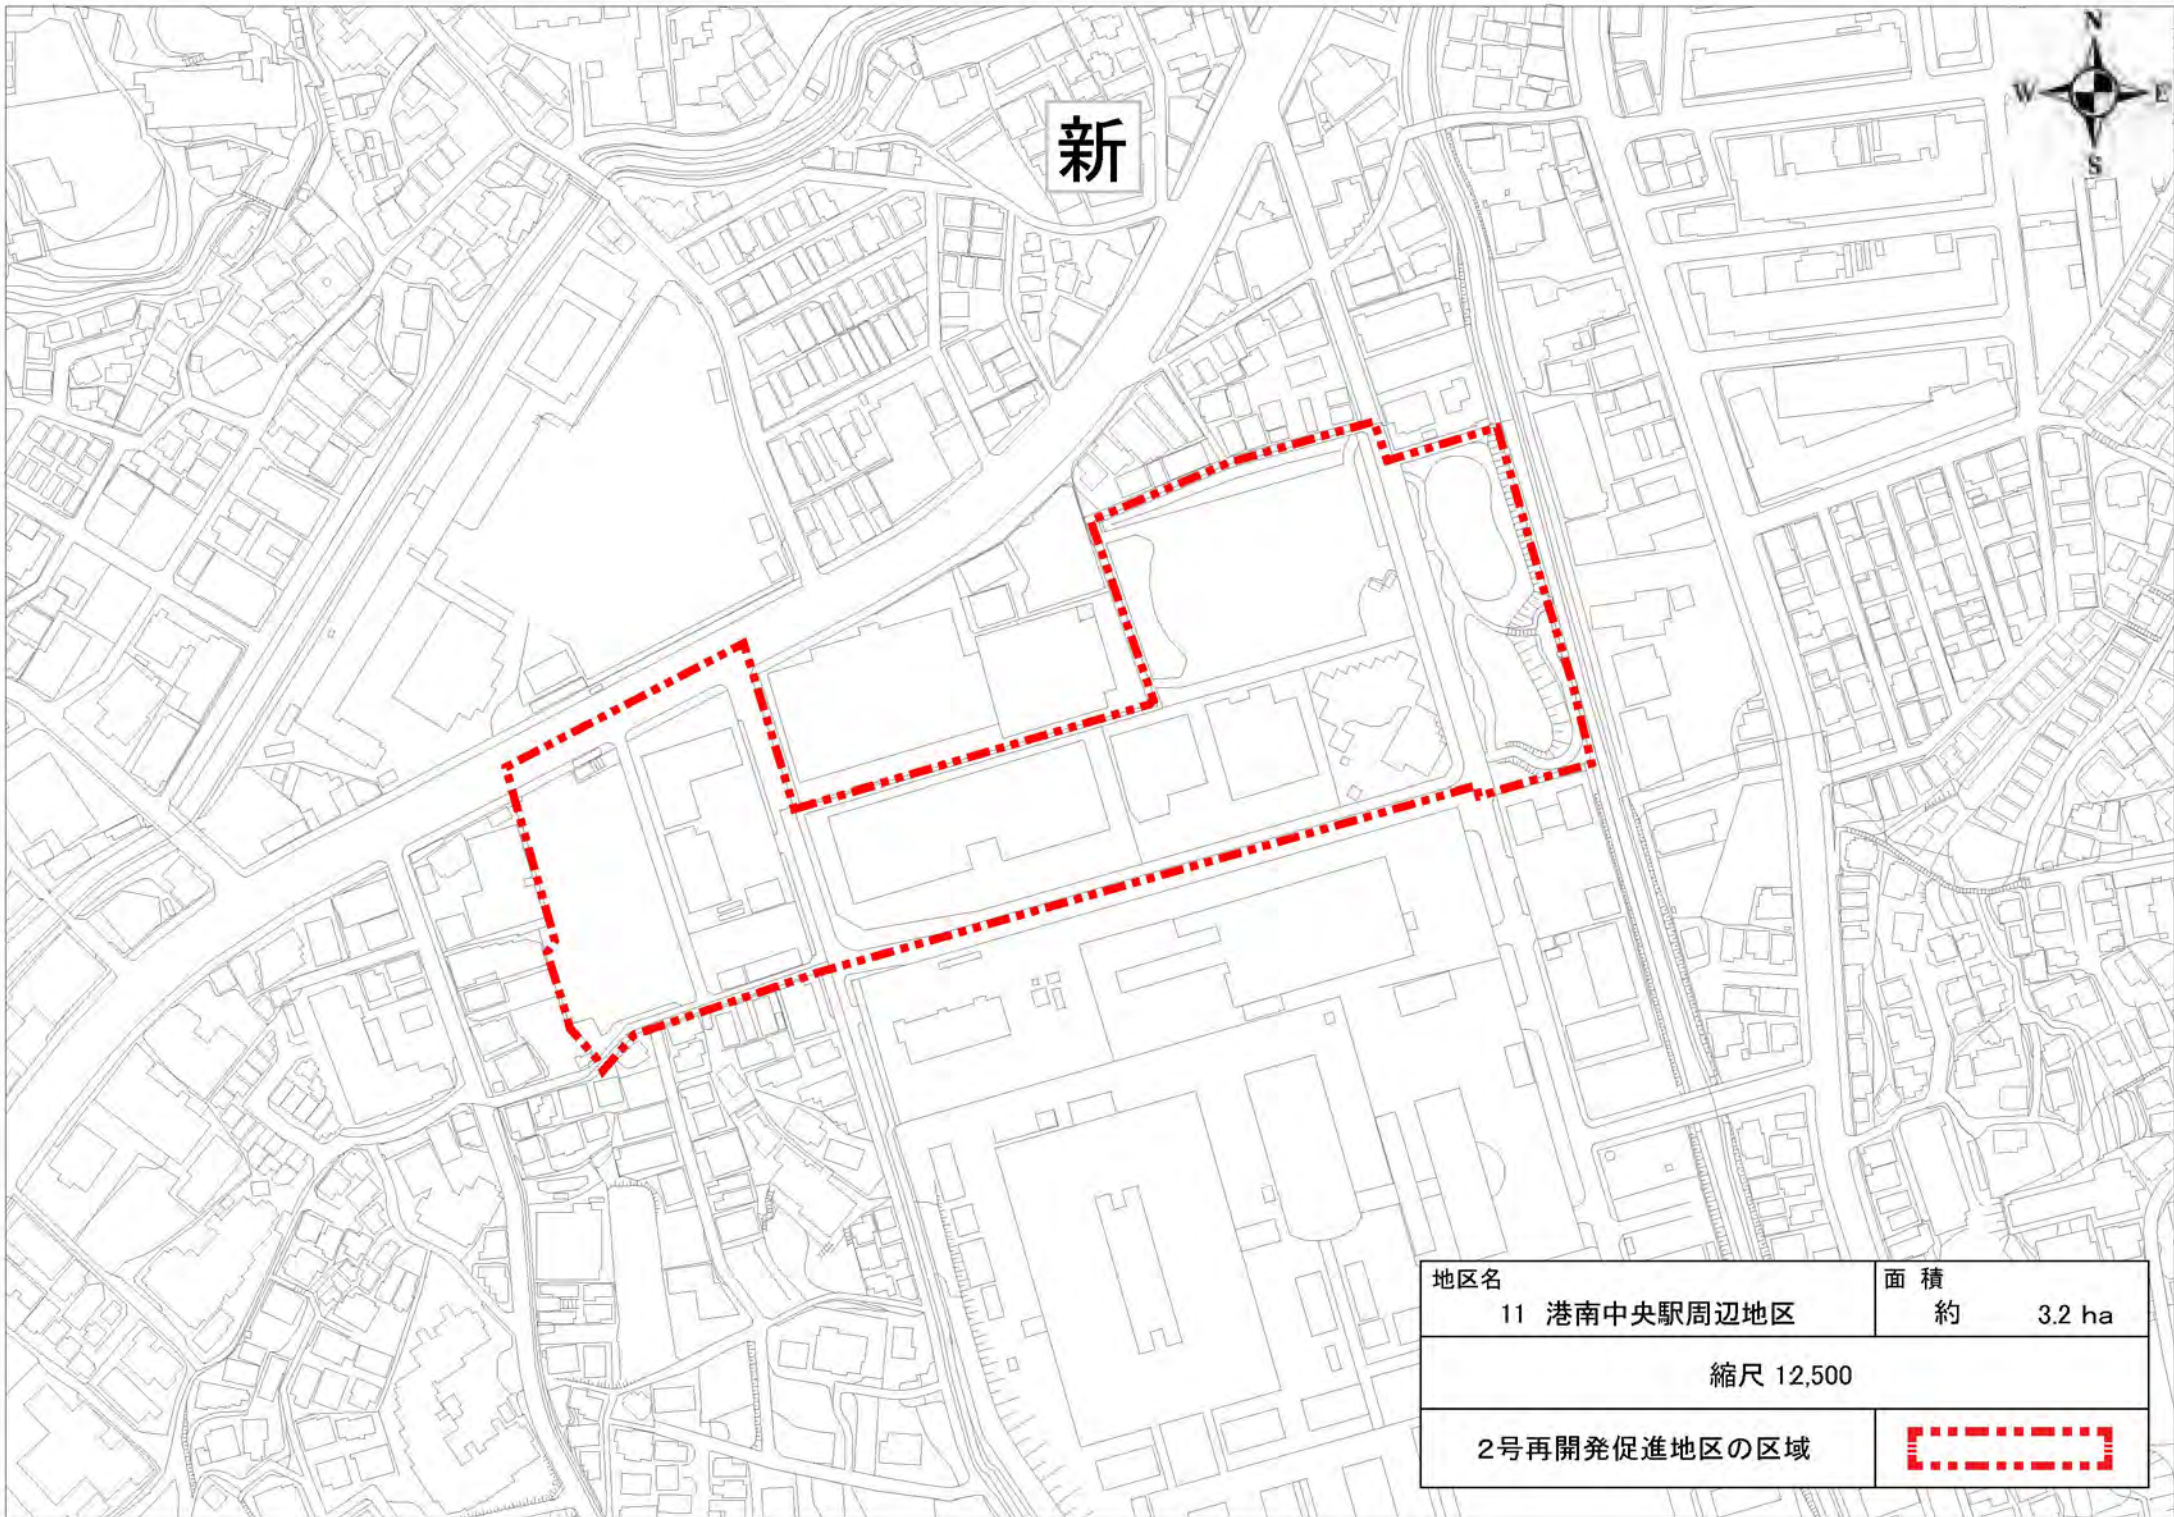 N
W E
S
新
地区名
11 港南中央駅周辺地区
面 積
約 3.2 ha
縮尺 12,500
2号再開発促進地区の区域